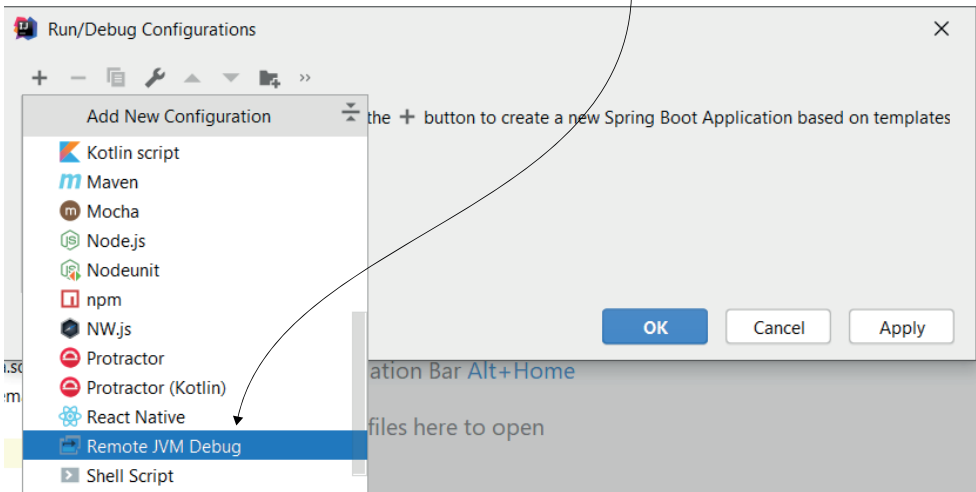 Run/Debug Configurations
Add New Configuration
the + button to create a new Spring Boot Application based on templates
Kotlin script
Maven
Mocha
Node.js
Nodeunit
npm
NW.js
OK Cancel Apply
Protractor
ation Bar Alt+Home
Protractor (Kotlin)
React Native
files here to open
Remote JVM Debug
Shell Script